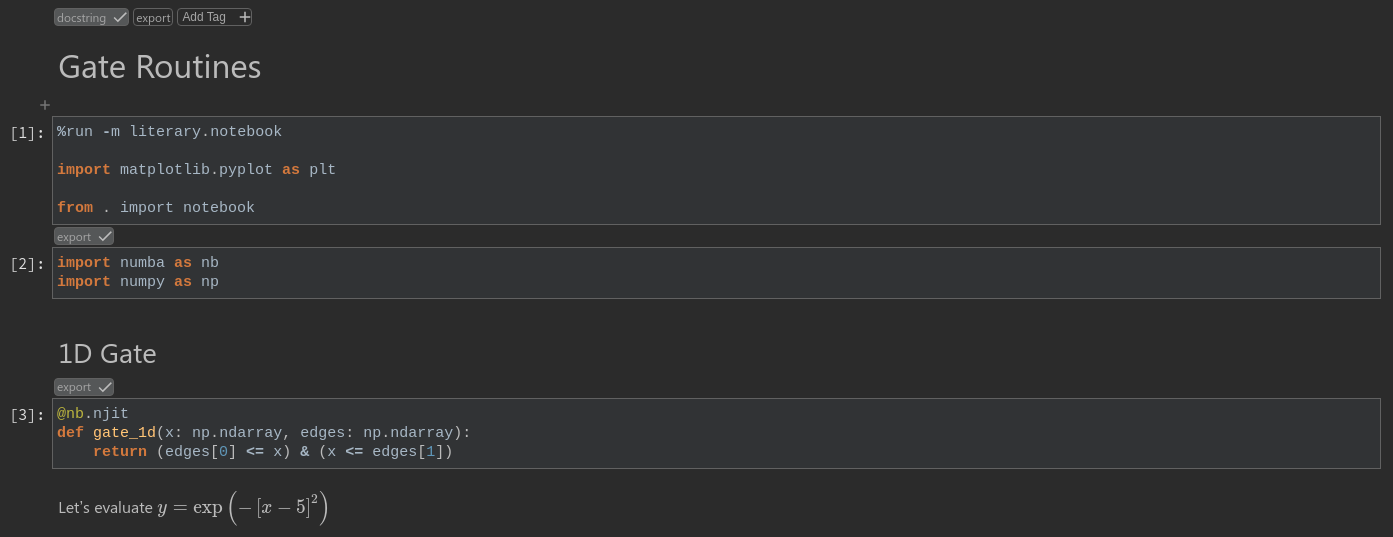 docstring ✓ export Add Tag +
Gate Routines
+
[1]: %run -m literary.notebook
import matplotlib.pyplot as plt
from . import notebook
export ✓
[2]: import numba as nb
import numpy as np
1D Gate
export ✓
[3]: @nb.njit
def gate_1d(x: np.ndarray, edges: np.ndarray):
    return (edges[0] <= x) & (x <= edges[1])
Let's evaluate y = exp(−[x − 5]²)